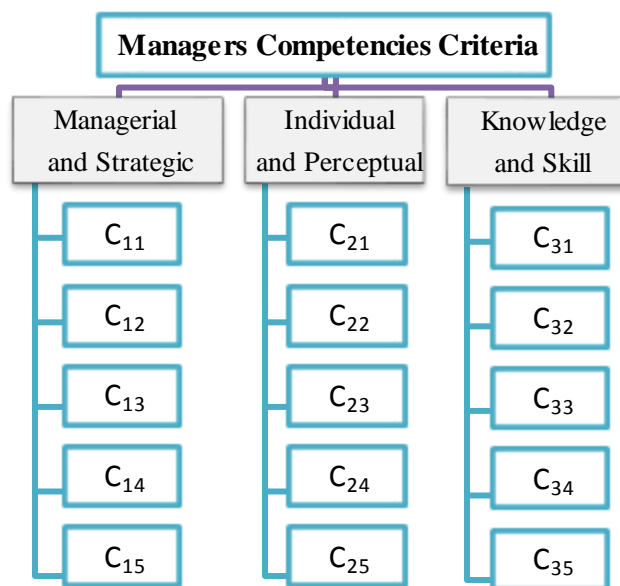 Managers Competencies Criteria
Managerial
and Strategic
Individual
and Perceptual
Knowledge
and Skill
C₁₁
C₁₂
C₁₃
C₁₄
C₁₅
C₂₁
C₂₂
C₂₃
C₂₄
C₂₅
C₃₁
C₃₂
C₃₃
C₃₄
C₃₅